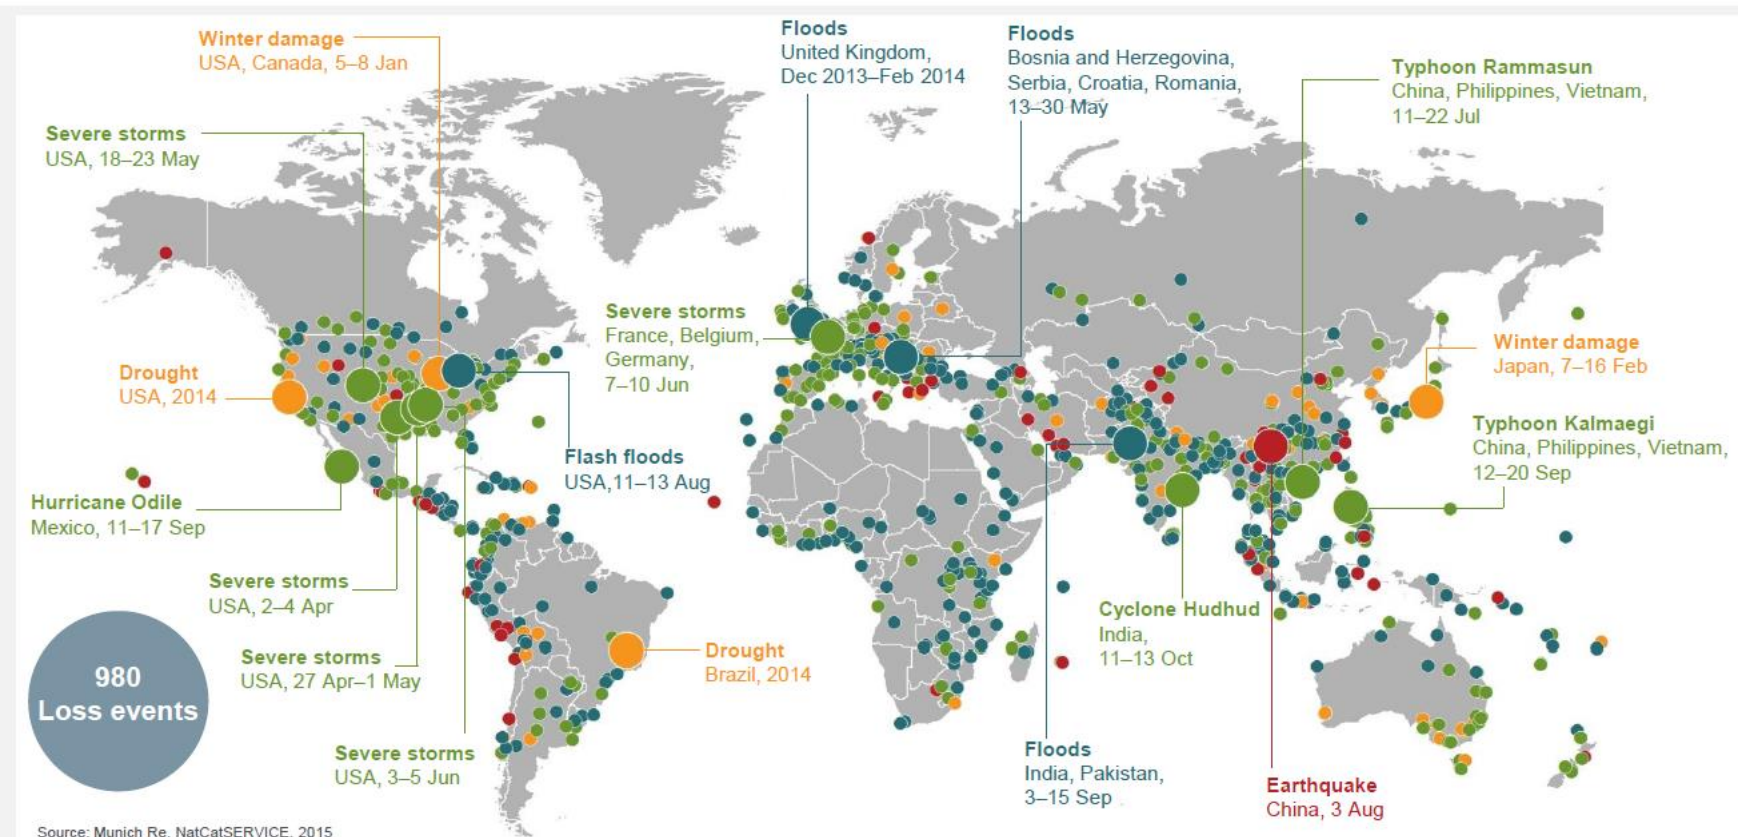 Winter damage
USA, Canada, 5–8 Jan
Floods
United Kingdom,
Dec 2013–Feb 2014
Floods
Bosnia and Herzegovina,
Serbia, Croatia, Romania,
13–30 May
Typhoon Rammasun
China, Philippines, Vietnam,
11–22 Jul
Severe storms
USA, 18–23 May
Severe storms
France, Belgium,
Germany,
7–10 Jun
Winter damage
Japan, 7–16 Feb
Drought
USA, 2014
Typhoon Kalmaegi
China, Philippines, Vietnam,
12–20 Sep
Flash floods
USA,11–13 Aug
Hurricane Odile
Mexico, 11–17 Sep
Severe storms
USA, 2–4 Apr
Cyclone Hudhud
India,
11–13 Oct
Severe storms
USA, 27 Apr–1 May
Drought
Brazil, 2014
980
Loss events
Severe storms
USA, 3–5 Jun
Floods
India, Pakistan,
3–15 Sep
Earthquake
China, 3 Aug
Source: Munich Re, NatCatSERVICE, 2015